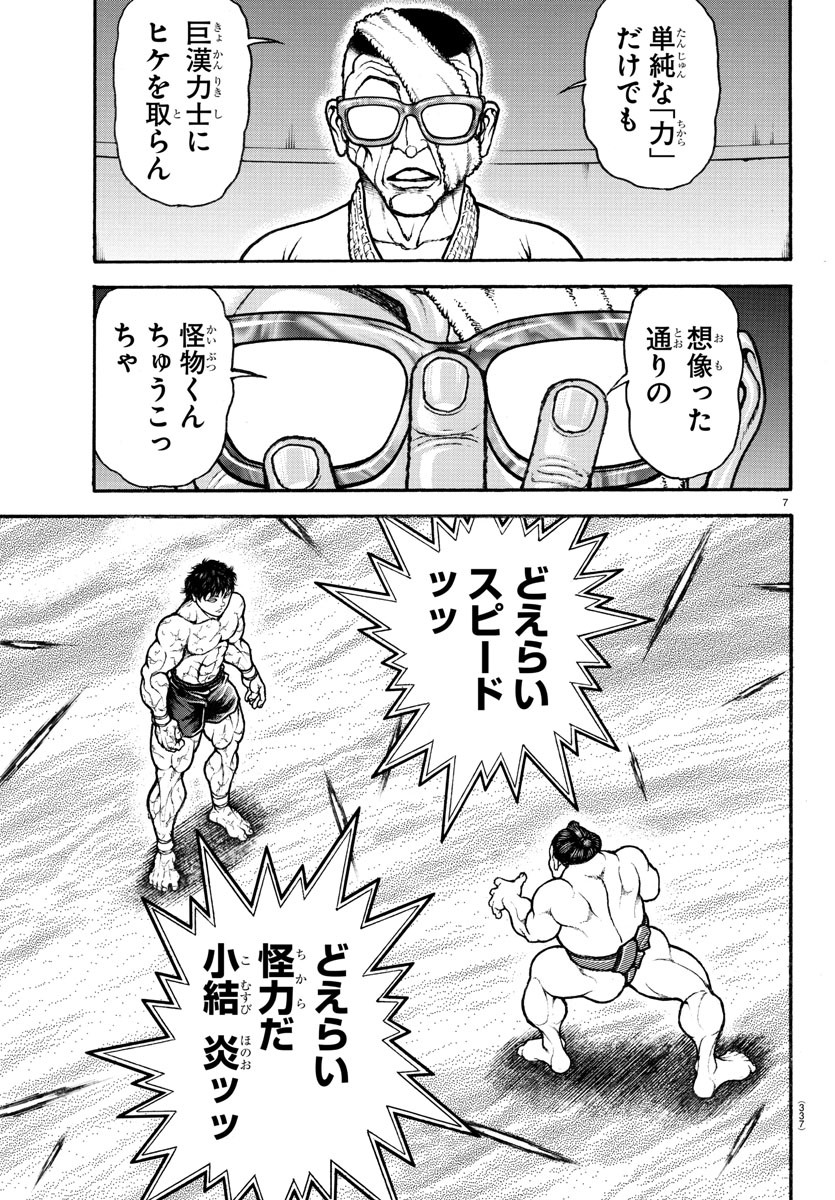 単純な「力」
だけでも
巨漢力士に
ヒケを取らん
想像った
通りの
怪物くん
ちゅうこっ
ちゃ
7
どえらい
スピード
ッッ
どえらい
怪力だ
小結 炎ッッ
(337)